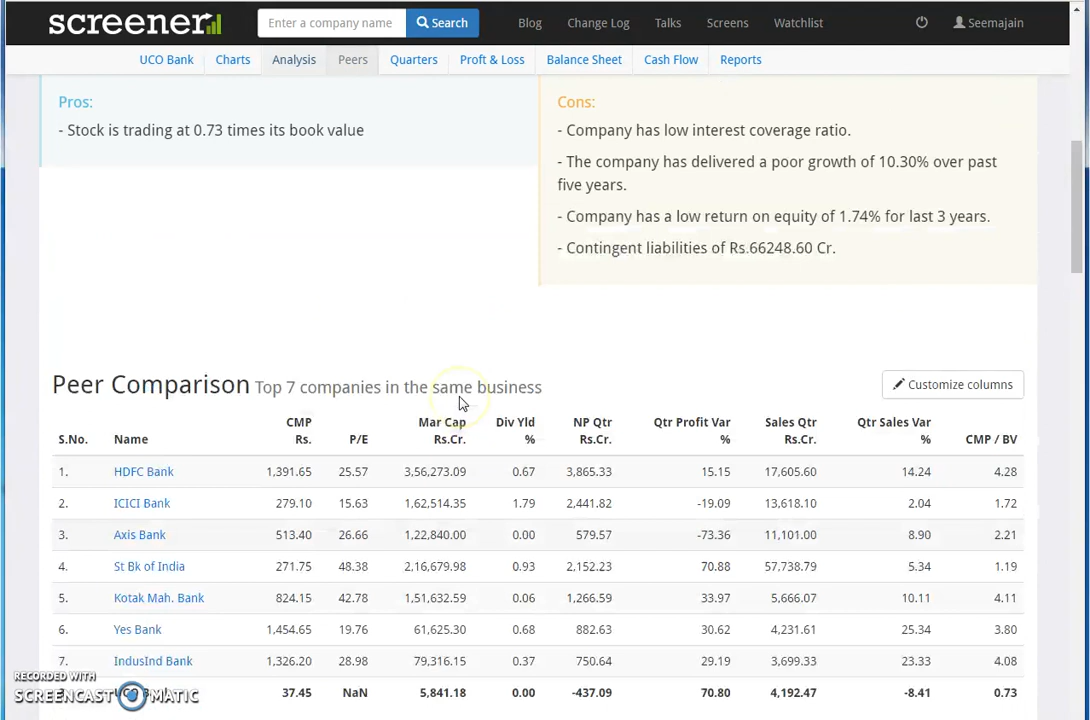 screener
Enter a company name
Search
Blog
Change Log
Talks
Screens
Watchlist
Seemajain
UCO Bank
Charts
Analysis
Peers
Quarters
Proft & Loss
Balance Sheet
Cash Flow
Reports
Pros:
- Stock is trading at 0.73 times its book value
Cons:
- Company has low interest coverage ratio.
- The company has delivered a poor growth of 10.30% over past
five years.
- Company has a low return on equity of 1.74% for last 3 years.
- Contingent liabilities of Rs.66248.60 Cr.
Peer Comparison Top 7 companies in the same business
Customize columns
S.No. Name CMP Rs. P/E Mar Cap Rs.Cr. Div Yld % NP Qtr Rs.Cr. Qtr Profit Var % Sales Qtr Rs.Cr. Qtr Sales Var % CMP / BV
1. HDFC Bank 1,391.65 25.57 3,56,273.09 0.67 3,865.33 15.15 17,605.60 14.24 4.28
2. ICICI Bank 279.10 15.63 1,62,514.35 1.79 2,441.82 -19.09 13,618.10 2.04 1.72
3. Axis Bank 513.40 26.66 1,22,840.00 0.00 579.57 -73.36 11,101.00 8.90 2.21
4. St Bk of India 271.75 48.38 2,16,679.98 0.93 2,152.23 70.88 57,738.79 5.34 1.19
5. Kotak Mah. Bank 824.15 42.78 1,51,632.59 0.06 1,266.59 33.97 5,666.07 10.11 4.11
6. Yes Bank 1,454.65 19.76 61,625.30 0.68 882.63 30.62 4,231.61 25.34 3.80
7. IndusInd Bank 1,326.20 28.98 79,316.15 0.37 750.64 29.19 3,699.33 23.33 4.08
37.45 NaN 5,841.18 0.00 -437.09 70.80 4,192.47 -8.41 0.73
RECORDED WITH
SCREENCAST MATIC